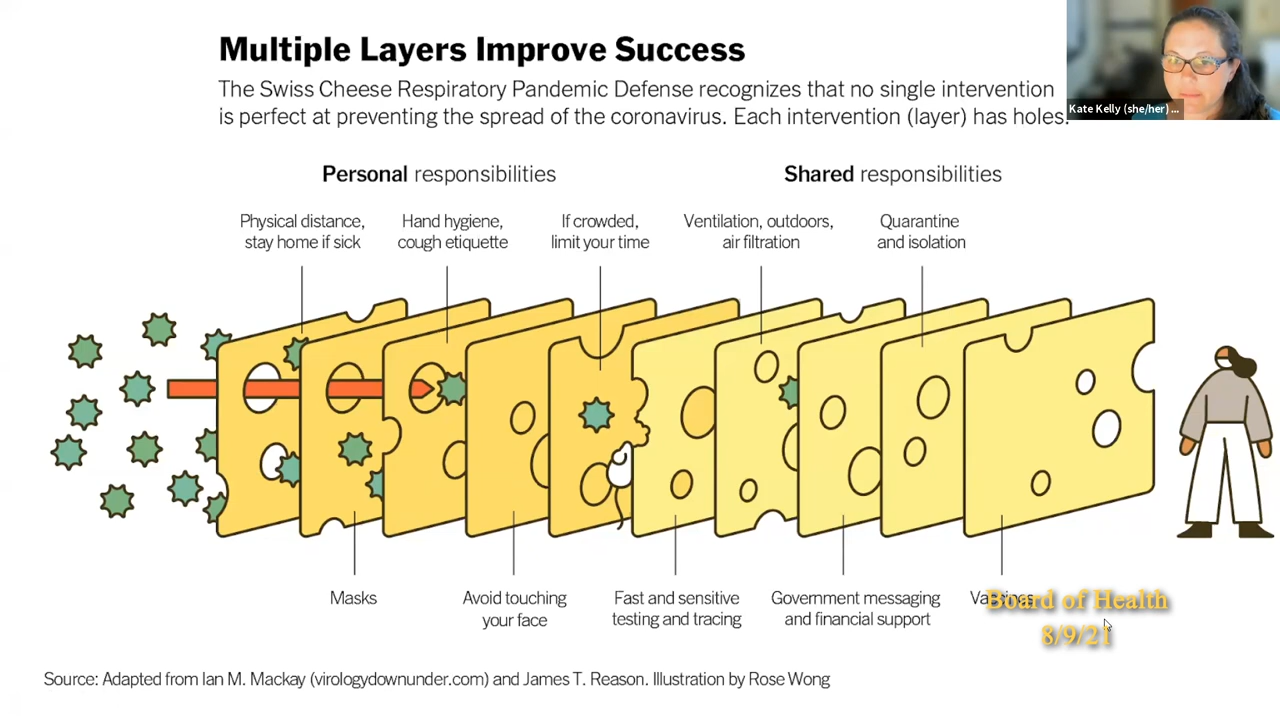 Multiple Layers Improve Success
The Swiss Cheese Respiratory Pandemic Defense recognizes that no single intervention
is perfect at preventing the spread of the coronavirus. Each intervention (layer) has holes.
Kate Kelly (she/her) ...
Personal responsibilities
Shared responsibilities
Physical distance,
stay home if sick
Hand hygiene,
cough etiquette
If crowded,
limit your time
Ventilation, outdoors,
air filtration
Quarantine
and isolation
Masks
Avoid touching
your face
Fast and sensitive
testing and tracing
Government messaging
and financial support
Board of Health
8/9/21
Source: Adapted from Ian M. Mackay (virologydownunder.com) and James T. Reason. Illustration by Rose Wong